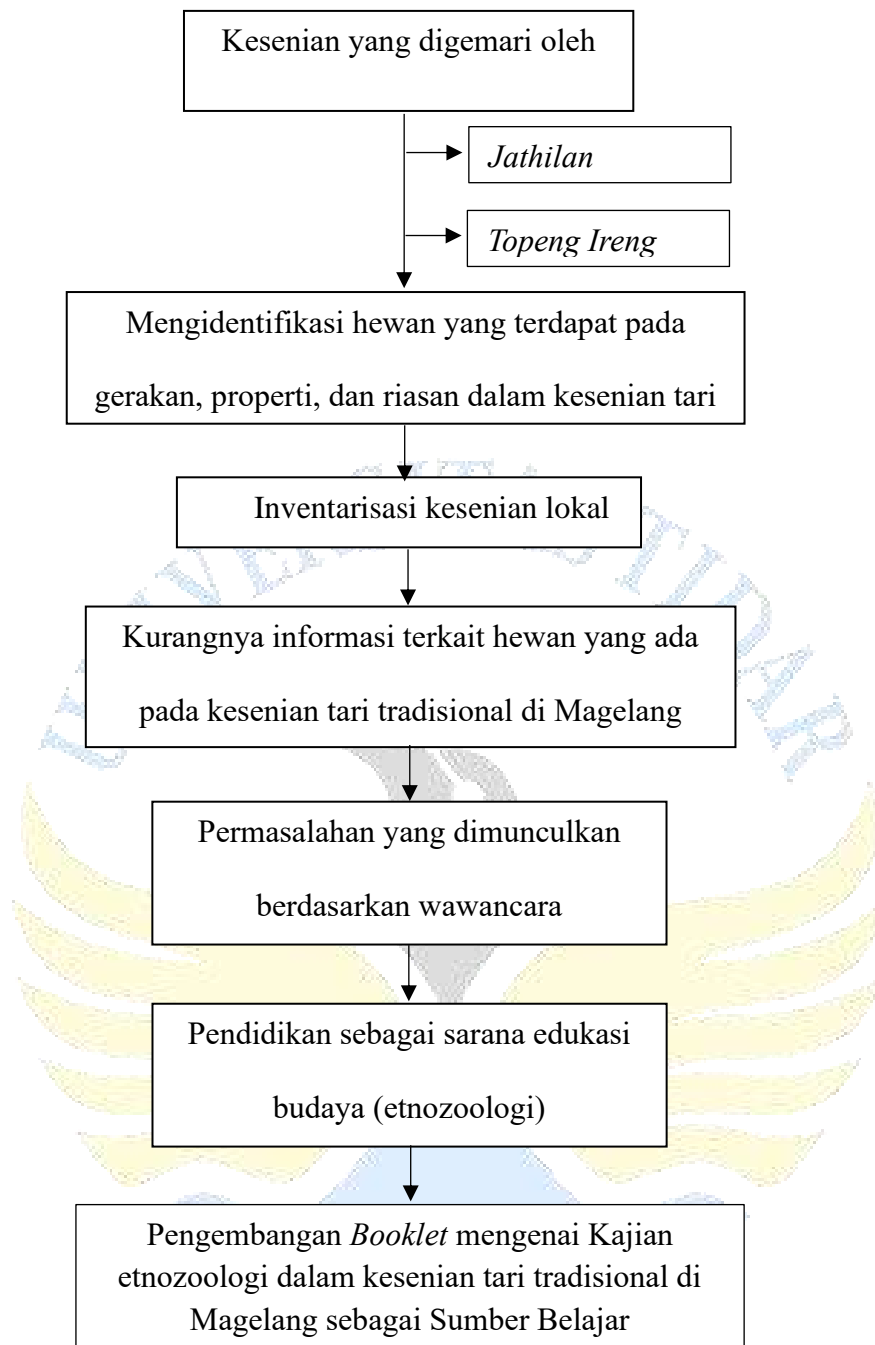 Kesenian yang digemari oleh
Jathilan
Topeng Ireng
Mengidentifikasi hewan yang terdapat pada
gerakan, properti, dan riasan dalam kesenian tari
Inventarisasi kesenian lokal
UNIVERSITAS TIDAR
Kurangnya informasi terkait hewan yang ada
pada kesenian tari tradisional di Magelang
Permasalahan yang dimunculkan
berdasarkan wawancara
Pendidikan sebagai sarana edukasi
budaya (etnozoologi)
Pengembangan Booklet mengenai Kajian
etnozoologi dalam kesenian tari tradisional di
Magelang sebagai Sumber Belajar